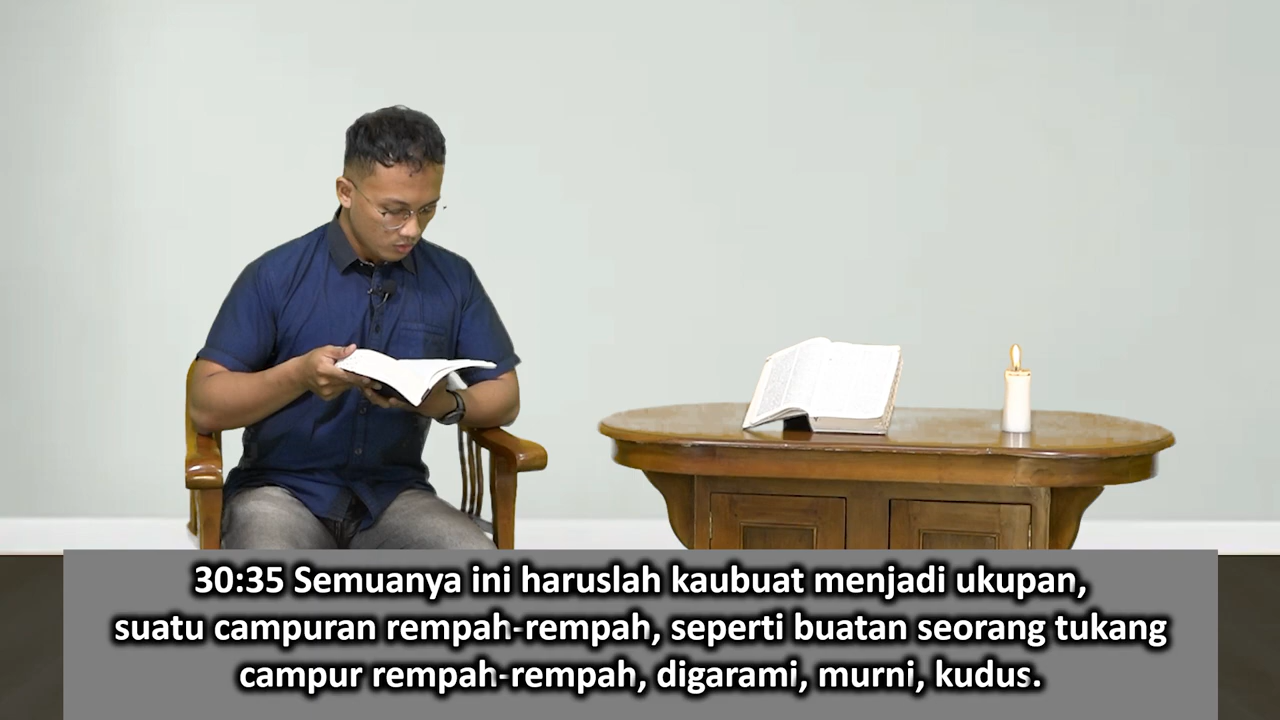 30:35 Semuanya ini haruslah kaubuat menjadi ukupan,
suatu campuran rempah-rempah, seperti buatan seorang tukang
campur rempah-rempah, digarami, murni, kudus.